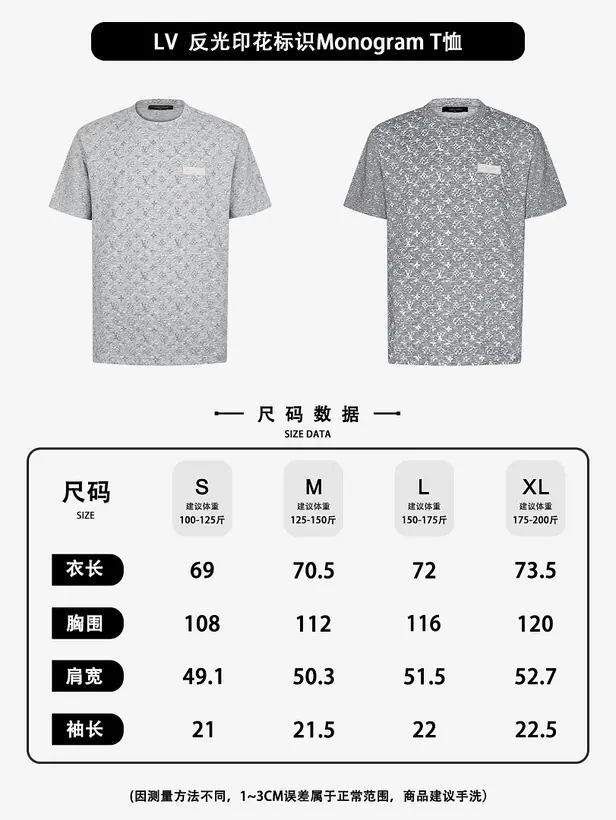 LV 反光印花标识Monogram T恤
尺码数据
SIZE DATA
尺码 S M L XL
SIZE 建议体重 建议体重 建议体重 建议体重
100-125斤 125-150斤 150-175斤 175-200斤
衣长 69 70.5 72 73.5
胸围 108 112 116 120
肩宽 49.1 50.3 51.5 52.7
袖长 21 21.5 22 22.5
(因测量方法不同，1~3CM误差属于正常范围，商品建议手洗)